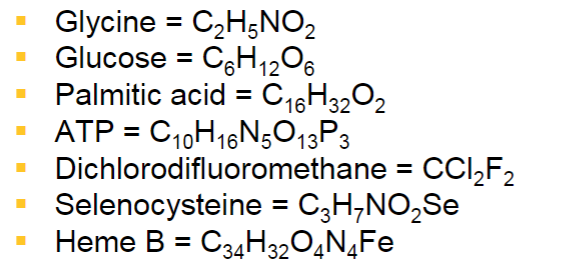 ▪ Glycine = C₂H₅NO₂
▪ Glucose = C₆H₁₂O₆
▪ Palmitic acid = C₁₆H₃₂O₂
▪ ATP = C₁₀H₁₆N₅O₁₃P₃
▪ Dichlorodifluoromethane = CCl₂F₂
▪ Selenocysteine = C₃H₇NO₂Se
▪ Heme B = C₃₄H₃₂O₄N₄Fe